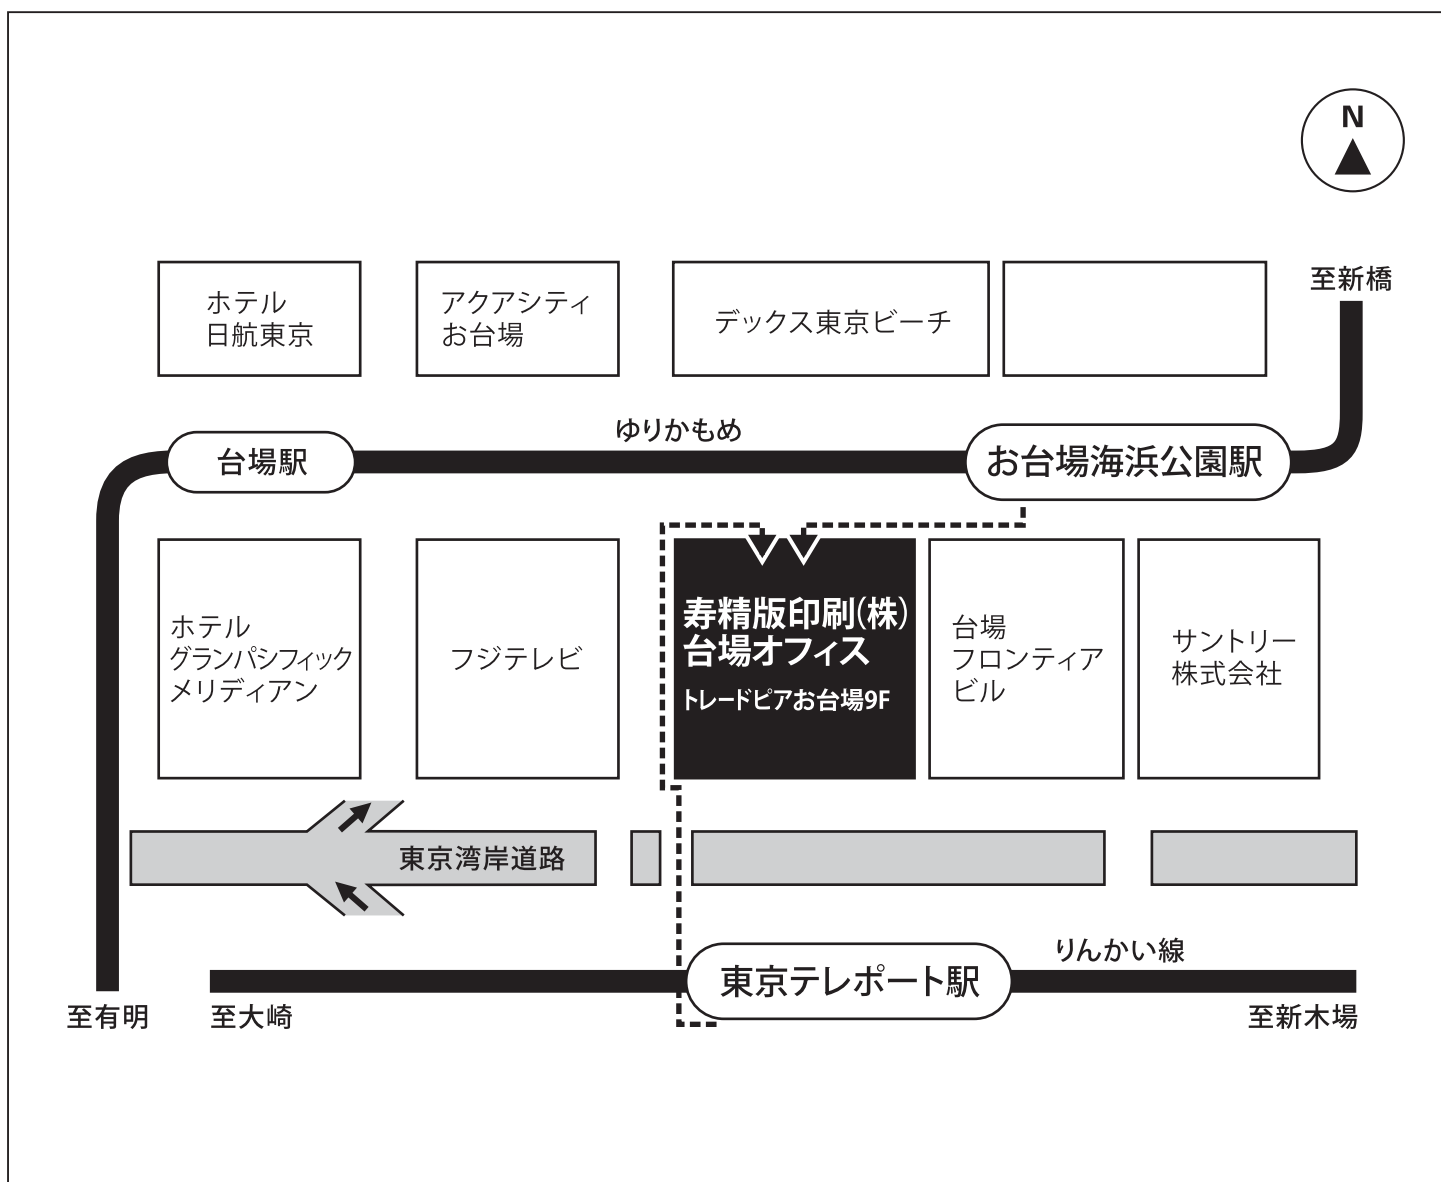 N
至新橋
ホテル
日航東京
アクアシティ
お台場
デックス東京ビーチ
ゆりかもめ
台場駅
お台場海浜公園駅
ホテル
グランパシフィック
メリディアン
フジテレビ
寿精版印刷(株)
台場オフィス
トレードピアお台場9F
台場
フロンティア
ビル
サントリー
株式会社
東京湾岸道路
りんかい線
東京テレポート駅
至有明
至大崎
至新木場